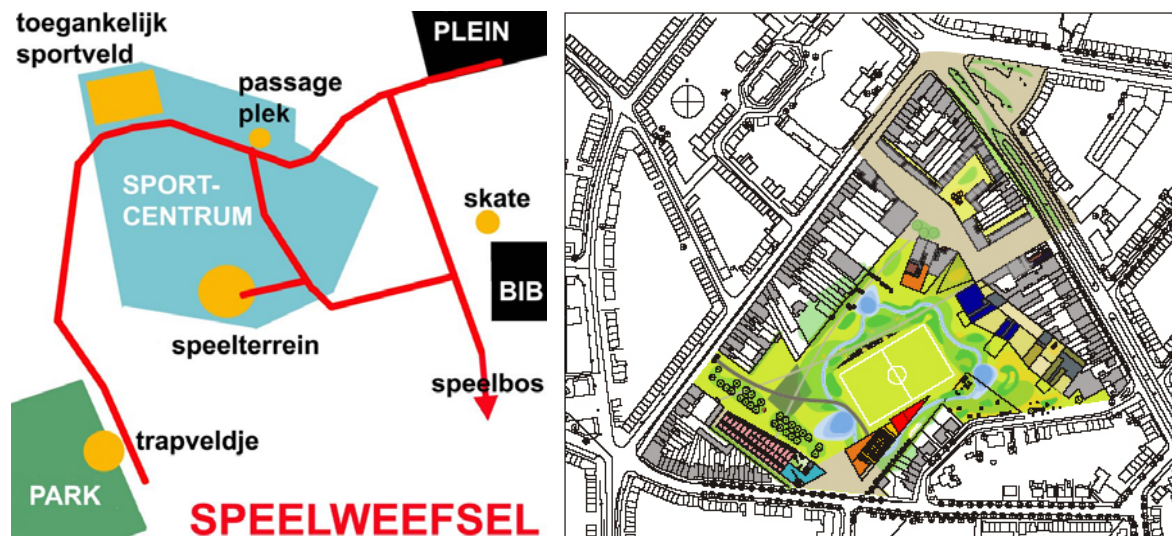 toegankelijk
sportveld
PLEIN
passage
plek
SPORT-
CENTRUM
skate
BIB
speelterrein
speelbos
trapveldje
PARK
SPEELWEEFSEL